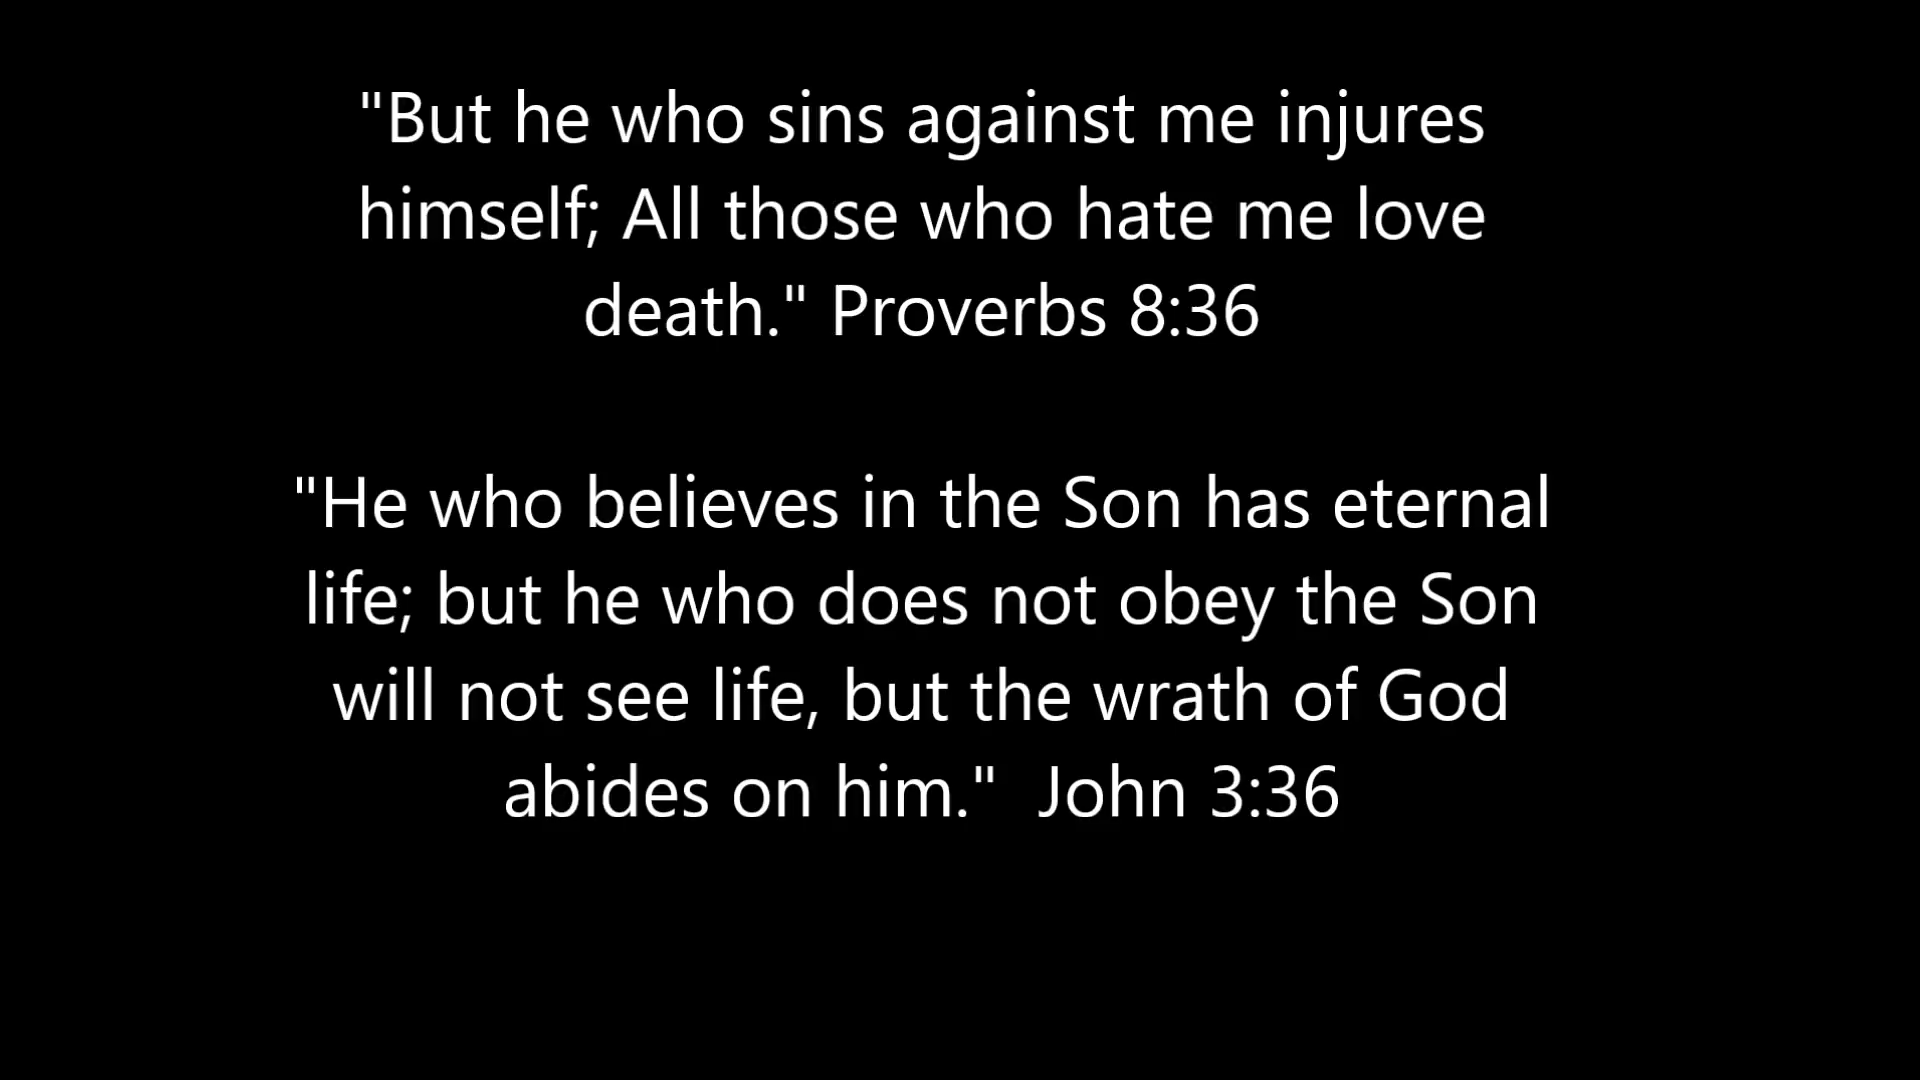 "But he who sins against me injures
himself; All those who hate me love
death." Proverbs 8:36
"He who believes in the Son has eternal
life; but he who does not obey the Son
will not see life, but the wrath of God
abides on him."  John 3:36